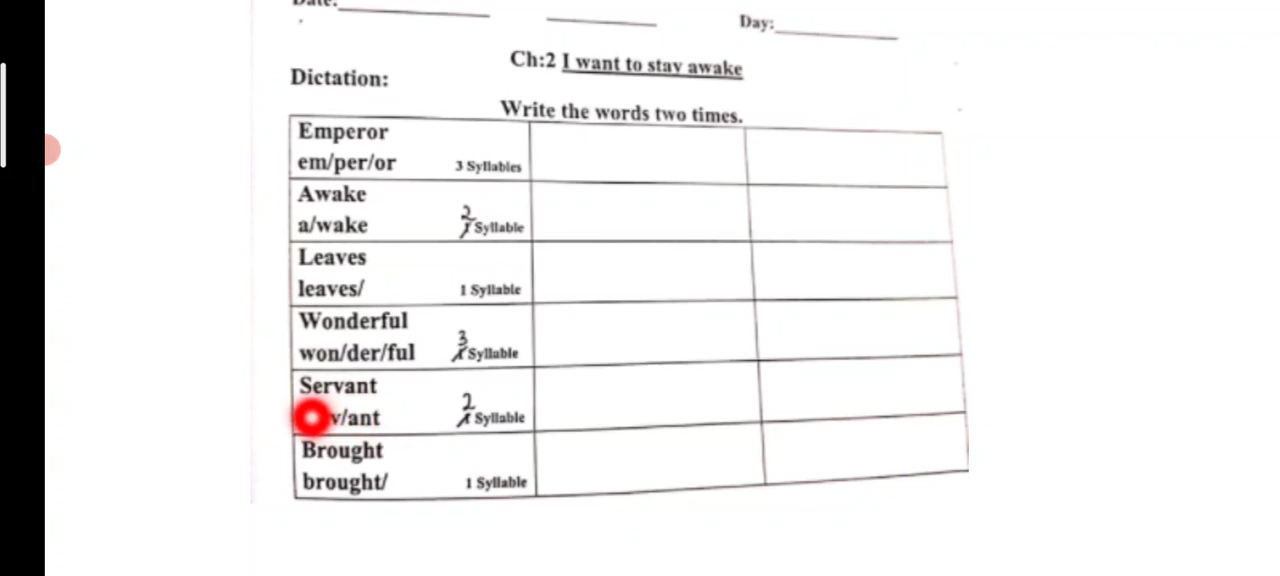 Date:
Day:
Ch:2 I want to stay awake
Dictation:
Write the words two times.
Emperor
em/per/or 3 Syllables
Awake
a/wake 2 Syllable
Leaves
leaves/ 1 Syllable
Wonderful
won/der/ful 3 Syllable
Servant
v/ant 2 Syllable
Brought
brought/ 1 Syllable